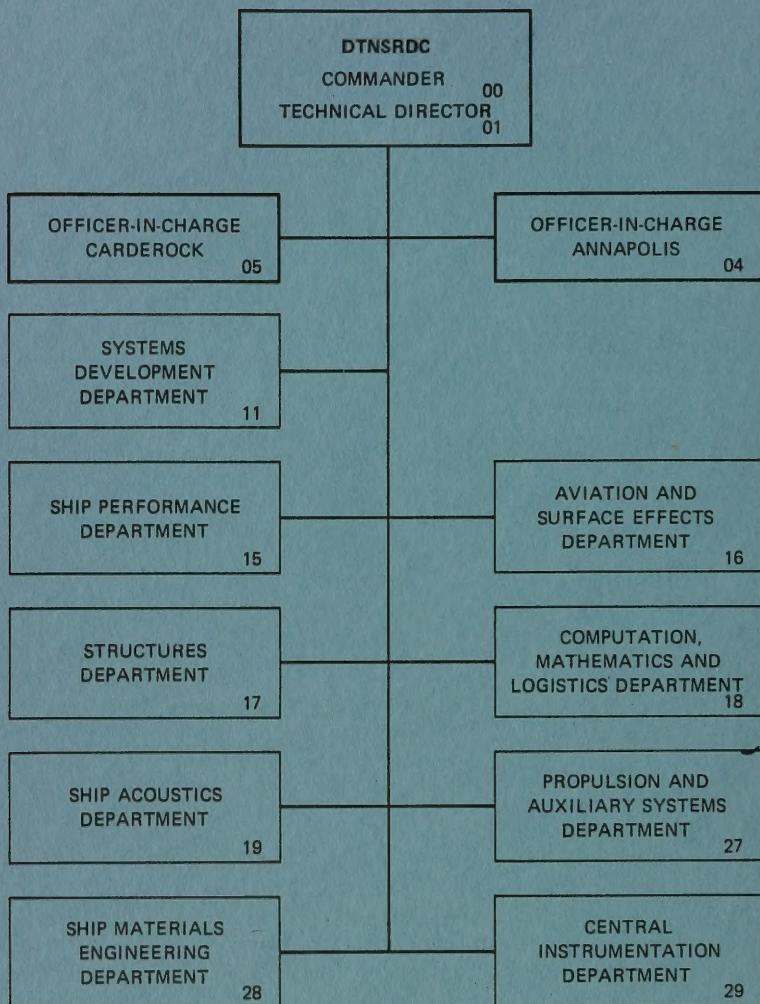 DTNSRDC
COMMANDER 00
TECHNICAL DIRECTOR 01
OFFICER-IN-CHARGE
CARDEROCK
05
OFFICER-IN-CHARGE
ANNAPOLIS
04
SYSTEMS
DEVELOPMENT
DEPARTMENT
11
SHIP PERFORMANCE
DEPARTMENT
15
AVIATION AND
SURFACE EFFECTS
DEPARTMENT
16
STRUCTURES
DEPARTMENT
17
COMPUTATION,
MATHEMATICS AND
LOGISTICS DEPARTMENT
18
SHIP ACOUSTICS
DEPARTMENT
19
PROPULSION AND
AUXILIARY SYSTEMS
DEPARTMENT
27
SHIP MATERIALS
ENGINEERING
DEPARTMENT
28
CENTRAL
INSTRUMENTATION
DEPARTMENT
29